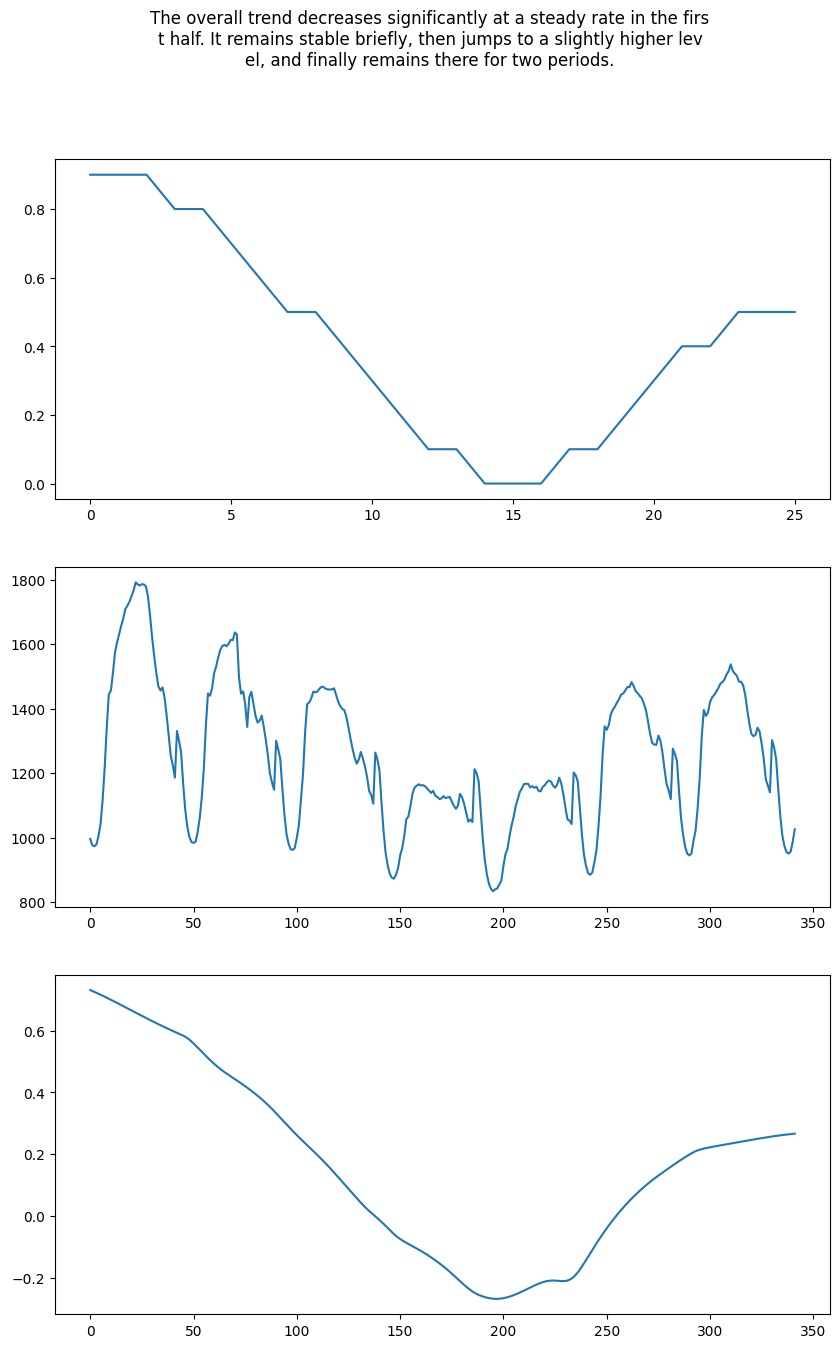 The overall trend decreases significantly at a steady rate in the firs
t half. It remains stable briefly, then jumps to a slightly higher lev
el, and finally remains there for two periods.
0.8
0.6
0.4
0.2
0.0
0 5 10 15 20 25
1800
1600
1400
1200
1000
800
0 50 100 150 200 250 300 350
0.6
0.4
0.2
0.0
−0.2
0 50 100 150 200 250 300 350